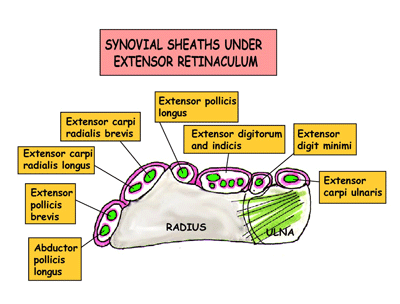 SYNOVIAL SHEATHS UNDER
EXTENSOR RETINACULUM
Extensor pollicis
longus
Extensor carpi
radialis brevis
Extensor digitorum
and indicis
Extensor
digit minimi
Extensor carpi
radialis longus
Extensor
carpi ulnaris
Extensor
pollicis
brevis
Abductor
pollicis
longus
RADIUS
ULNA